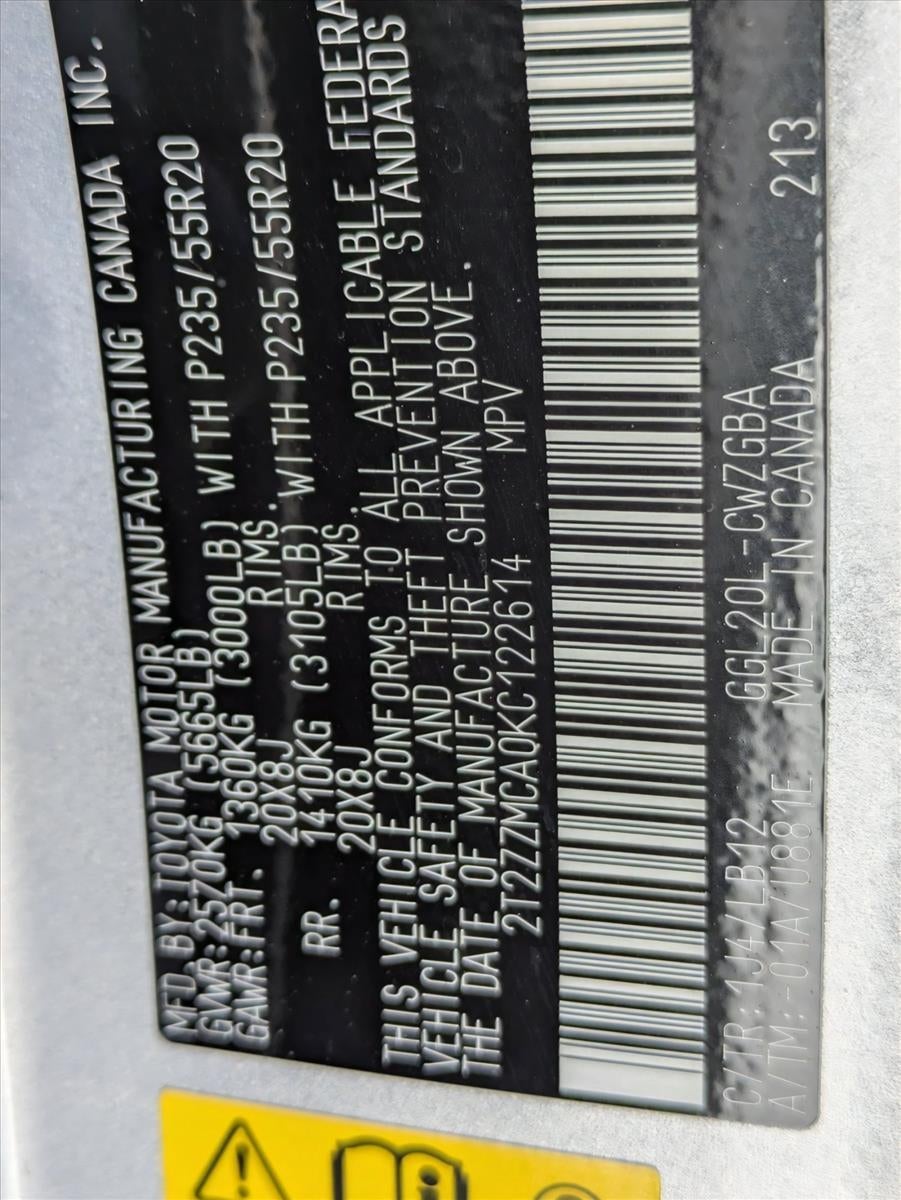 MFD. BY: TOYOTA MOTOR MANUFACTURING CANADA INC.
GVWR: 2570KG (5665LB)
GAWR: FRT. 1360KG (3000LB) WITH P235/55R20
20X8J RIMS.
RR. 1410KG (3105LB) WITH P235/55R20
20X8J RIMS.
THIS VEHICLE CONFORMS TO ALL APPLICABLE FEDERA
VEHICLE SAFETY AND THEFT PREVENTION STANDARDS
THE DATE OF MANUFACTURE SHOWN ABOVE.
2T2ZZMCA0KC122614 MPV
C/TR: 1J4/LB12 GGL20L-CWZGBA
A/TM: -01A/U881E MADE IN CANADA 213